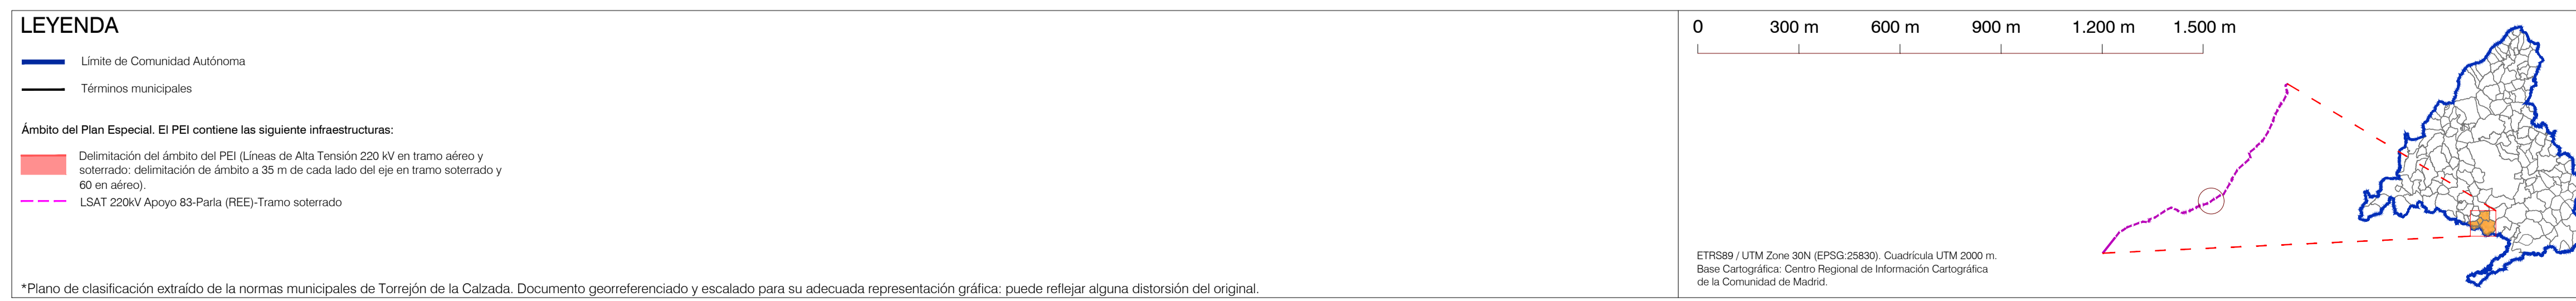 LEYENDA
Límite de Comunidad Autónoma
Términos municipales
Ámbito del Plan Especial. El PEI contiene las siguiente infraestructuras:
Delimitación del ámbito del PEI (Líneas de Alta Tensión 220 kV en tramo aéreo y
soterrado: delimitación de ámbito a 35 m de cada lado del eje en tramo soterrado y
60 en aéreo).
LSAT 220kV Apoyo 83-Parla (REE)-Tramo soterrado
*Plano de clasificación extraído de la normas municipales de Torrejón de la Calzada. Documento georreferenciado y escalado para su adecuada representación gráfica: puede reflejar alguna distorsión del original.
0 300 m 600 m 900 m 1.200 m 1.500 m
ETRS89 / UTM Zone 30N (EPSG:25830). Cuadrícula UTM 2000 m.
Base Cartográfica: Centro Regional de Información Cartográfica
de la Comunidad de Madrid.